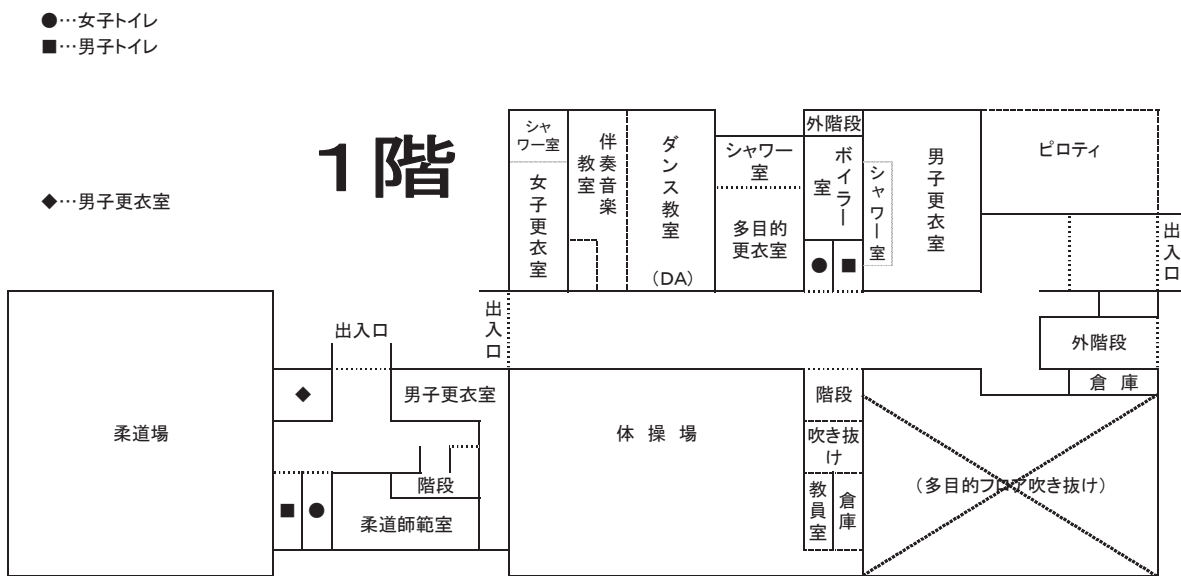 ●…女子トイレ
■…男子トイレ
◆…男子更衣室
1階
シャワー室
女子更衣室
伴奏音楽教室
ダンス教室
（DA）
シャワー室
多目的更衣室
外階段
ボイラー室
●
■
シャワー室
男子更衣室
ピロティ
出入口
出入口
出入口
外階段
倉庫
柔道場
◆
男子更衣室
階段
■
●
柔道師範室
体操場
階段
吹き抜け
教員室
倉庫
（多目的フロア吹き抜け）